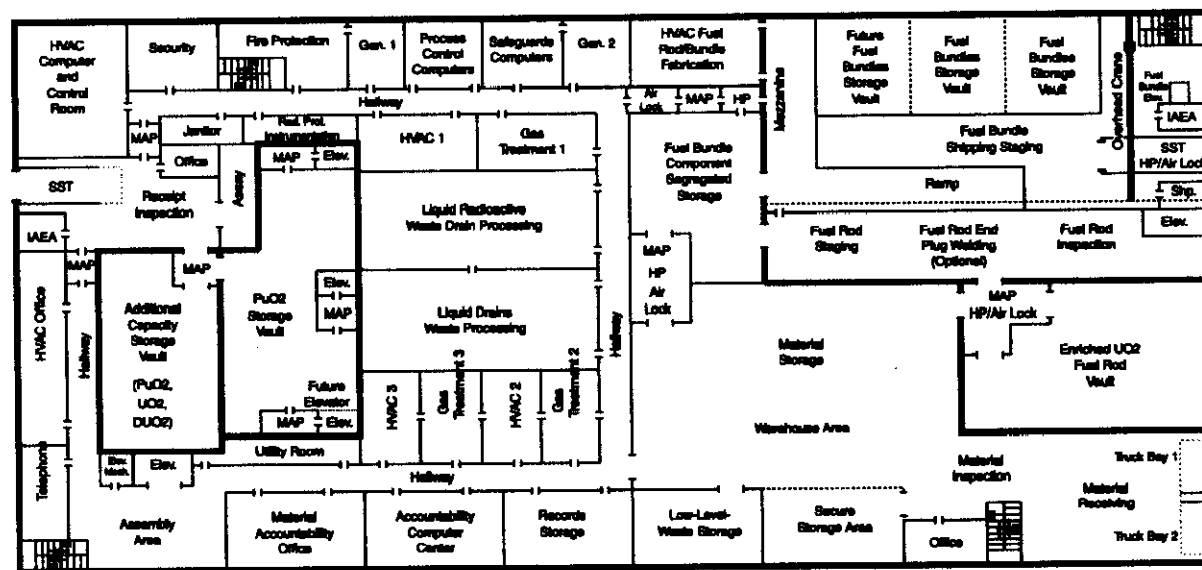 HVAC
Computer
and
Control
Room
Security
Fire Protection
Gen. 1
Process
Control
Computers
Safeguards
Computers
Gen. 2
HVAC Fuel
Rod/Bundle
Fabrication
Mezzanine
Future
Fuel
Bundles
Storage
Vault
Fuel
Bundles
Storage
Vault
Fuel
Bundles
Storage
Vault
Overhead Crane
Fuel
Bundle
Elev.
IAEA
SST
HP/Air Lock
Shp.
Elev.
Hallway
Air
Lock
MAP
HP
MAP
Janitor
Office
Rad. Prot.
Instrumentation
MAP
Elev.
HVAC 1
Gas
Treatment 1
Fuel Bundle
Component
Segregated
Storage
Fuel Bundle
Shipping Staging
Ramp
SST
Receipt
Inspection
Assay
Liquid Radioactive
Waste Drain Processing
IAEA
MAP
MAP
MAP
HP
Air
Lock
Fuel Rod
Staging
Fuel Rod End
Plug Welding
(Optional)
Fuel Rod
Inspection
HVAC Office
Hallway
Additional
Capacity
Storage
Vault
(PuO2,
UO2,
DUO2)
PuO2
Storage
Vault
Elev.
MAP
Liquid Drains
Waste Processing
Hallway
Material
Storage
MAP
HP/Air Lock
Enriched UO2
Fuel Rod
Vault
Future
Elevator
MAP
Elev.
HVAC 3
Gas
Treatment 3
HVAC 2
Gas
Treatment 2
Warehouse Area
Telephone
Elev.
Mech.
Elev.
Utility Room
Hallway
Material
Inspection
Truck Bay 1
Material
Receiving
Truck Bay 2
Assembly
Area
Material
Accountability
Office
Accountability
Computer
Center
Records
Storage
Low-Level-
Waste Storage
Secure
Storage Area
Office